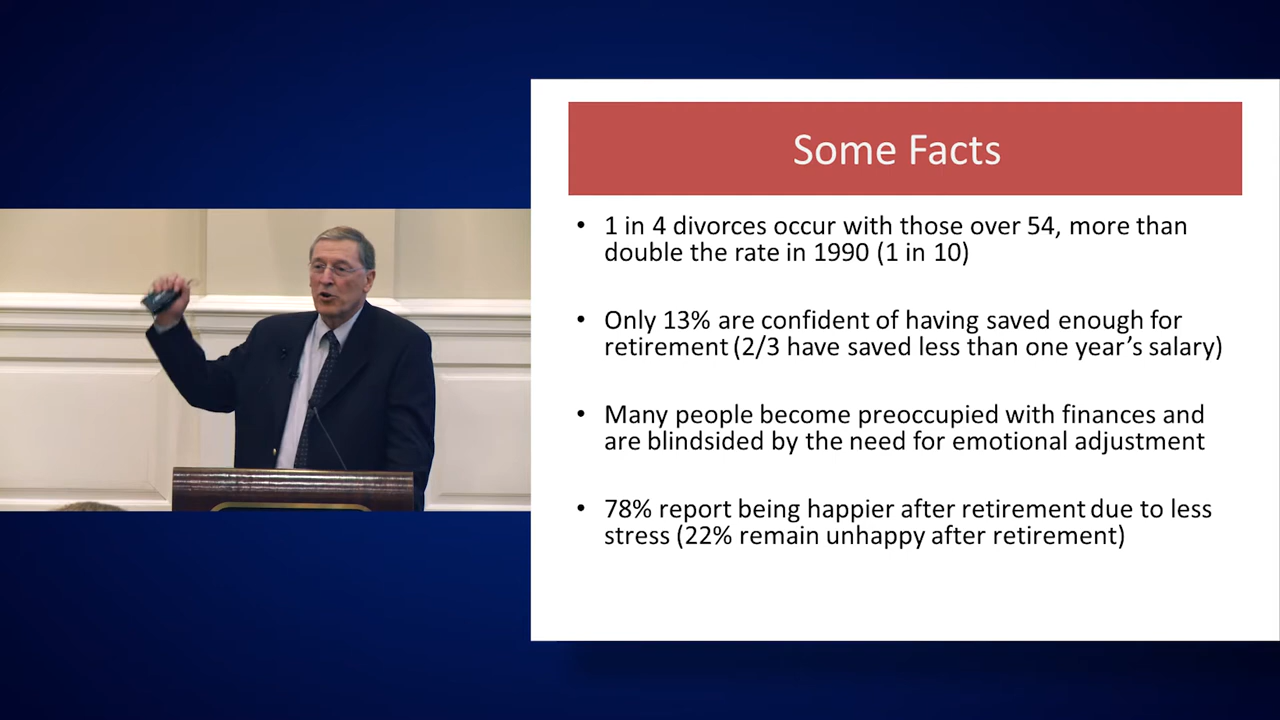 Some Facts
• 1 in 4 divorces occur with those over 54, more than
double the rate in 1990 (1 in 10)
• Only 13% are confident of having saved enough for
retirement (2/3 have saved less than one year’s salary)
• Many people become preoccupied with finances and
are blindsided by the need for emotional adjustment
• 78% report being happier after retirement due to less
stress (22% remain unhappy after retirement)